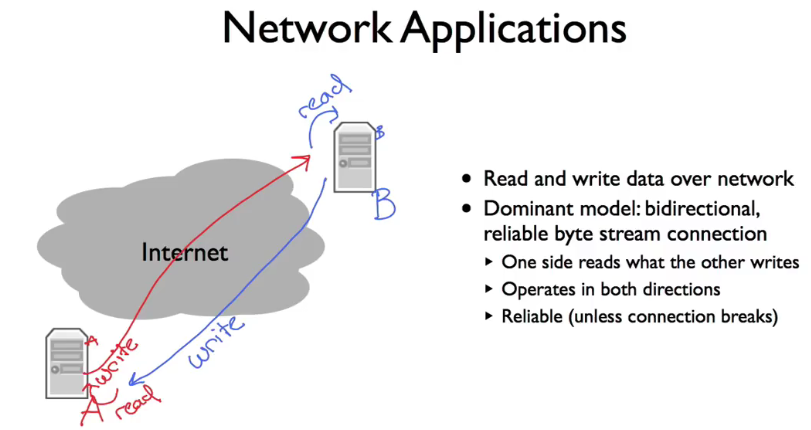 Network Applications
read
B
B
Internet
A
write
write
A
read
• Read and write data over network
• Dominant model: bidirectional,
reliable byte stream connection
‣ One side reads what the other writes
‣ Operates in both directions
‣ Reliable (unless connection breaks)